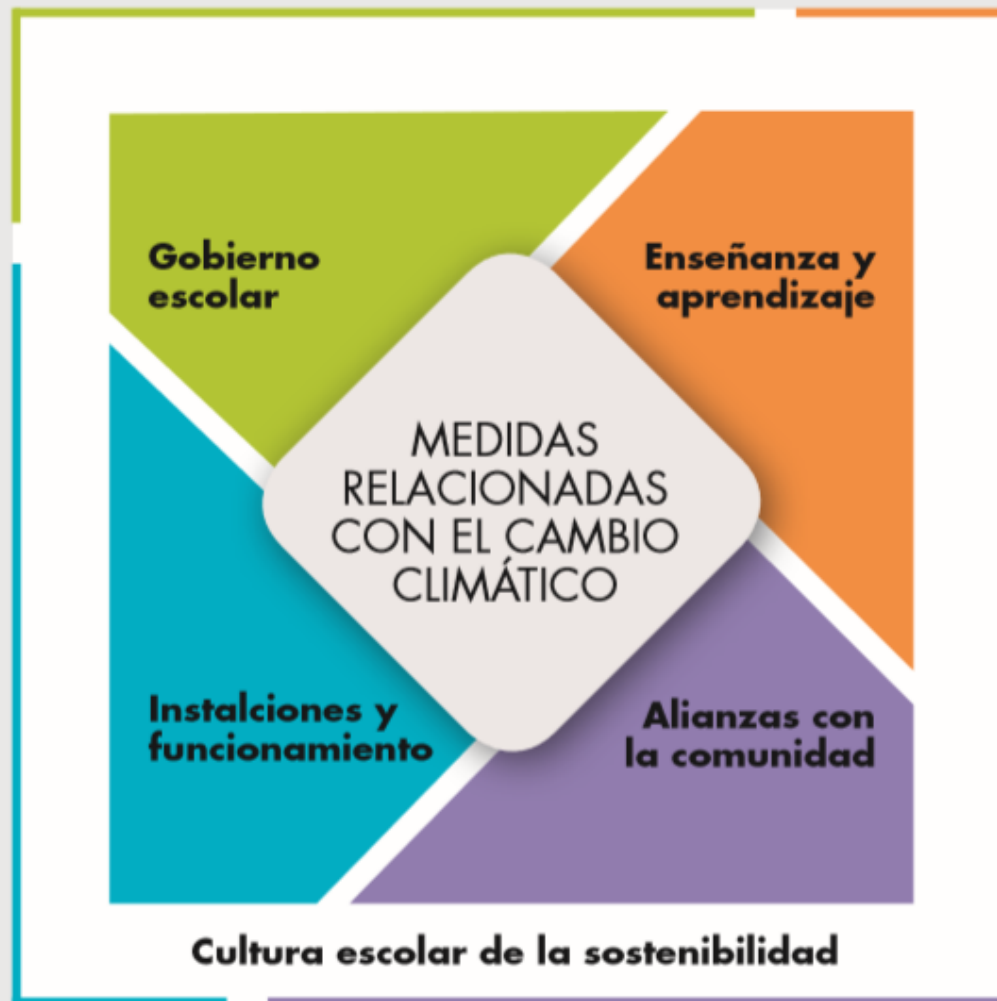 Gobierno
escolar
Enseñanza y
aprendizaje
MEDIDAS
RELACIONADAS
CON EL CAMBIO
CLIMÁTICO
Instalciones y
funcionamiento
Alianzas con
la comunidad
Cultura escolar de la sostenibilidad